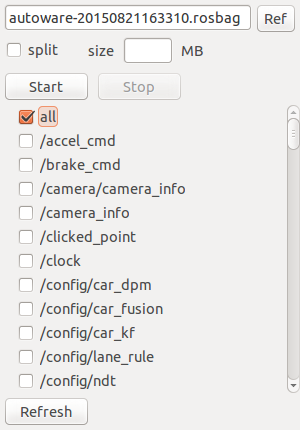 autoware-20150821163310.rosbag Ref
split size MB
Start Stop
all
/accel_cmd
/brake_cmd
/camera/camera_info
/camera_info
/clicked_point
/clock
/config/car_dpm
/config/car_fusion
/config/car_kf
/config/lane_rule
/config/ndt
Refresh